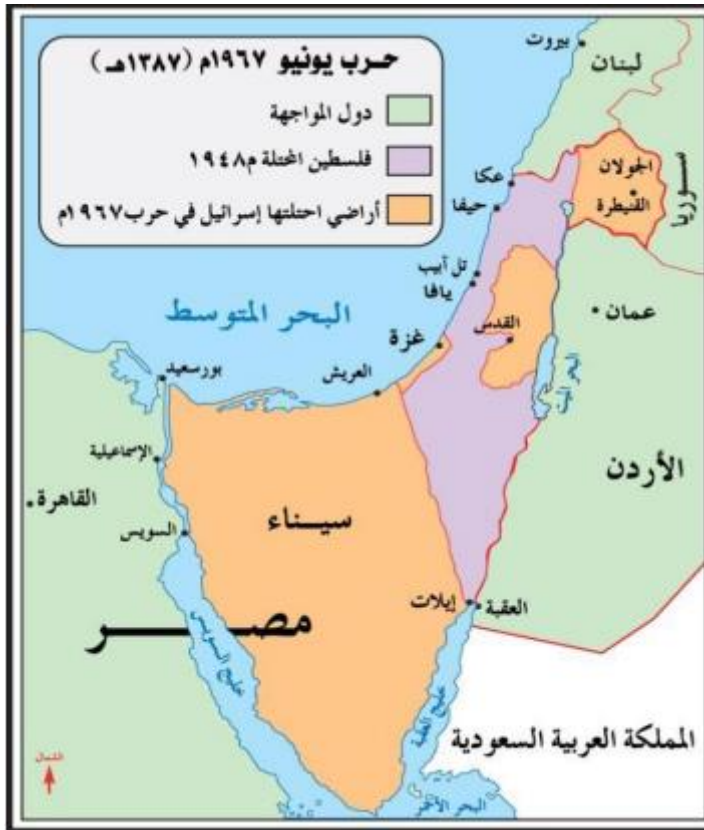 حرب يونيو ١٩٦٧م (١٣٨٧هـ)
دول المواجهة
فلسطين المحتلة ١٩٤٨م
أراضي احتلتها إسرائيل في حرب ١٩٦٧م
بيروت
لبنان
سوريا
الجولان
القنيطرة
عكا
حيفا
تل أبيب
يافا
البحر المتوسط
القدس
عمان
غزة
البحر الميت
بورسعيد
العريش
الإسماعيلية
الأردن
القاهرة
سيناء
السويس
إيلات
العقبة
مصر
خليج السويس
خليج العقبة
المملكة العربية السعودية
الشمال
البحر الأحمر